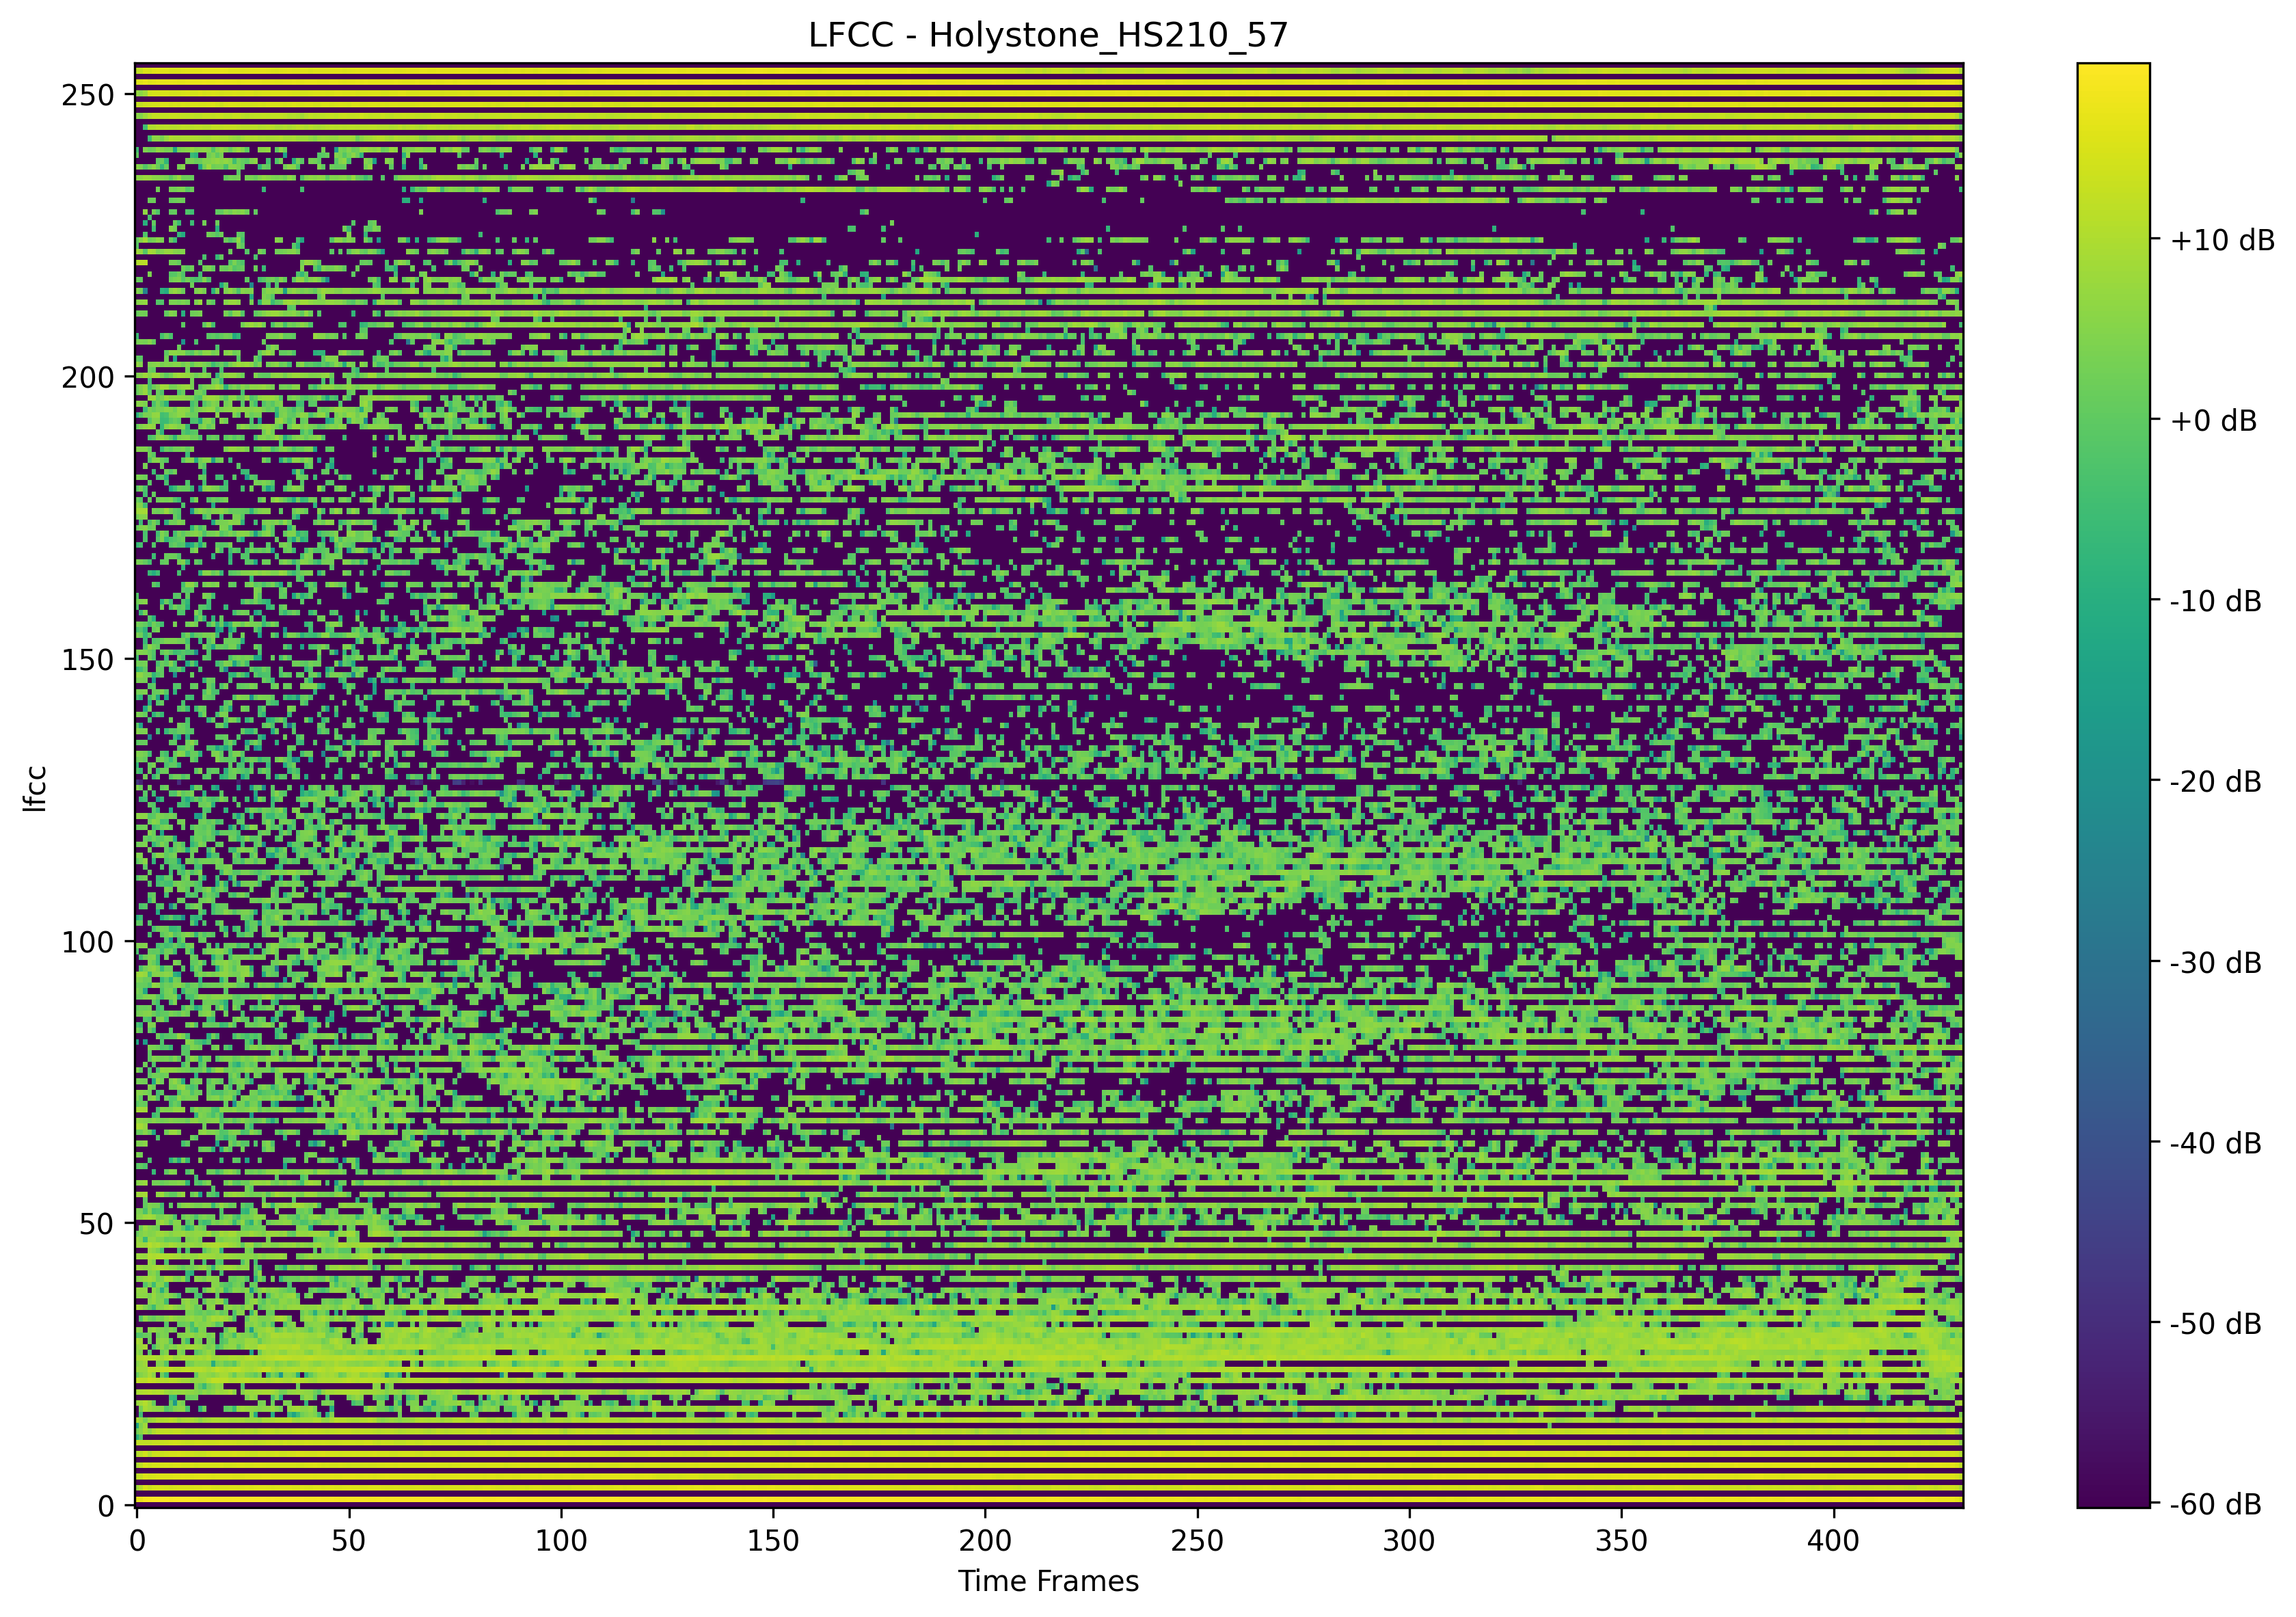 LFCC - Holystone_HS210_57
250
200
150
100
50
0
lfcc
0 50 100 150 200 250 300 350 400
Time Frames
+10 dB
+0 dB
-10 dB
-20 dB
-30 dB
-40 dB
-50 dB
-60 dB